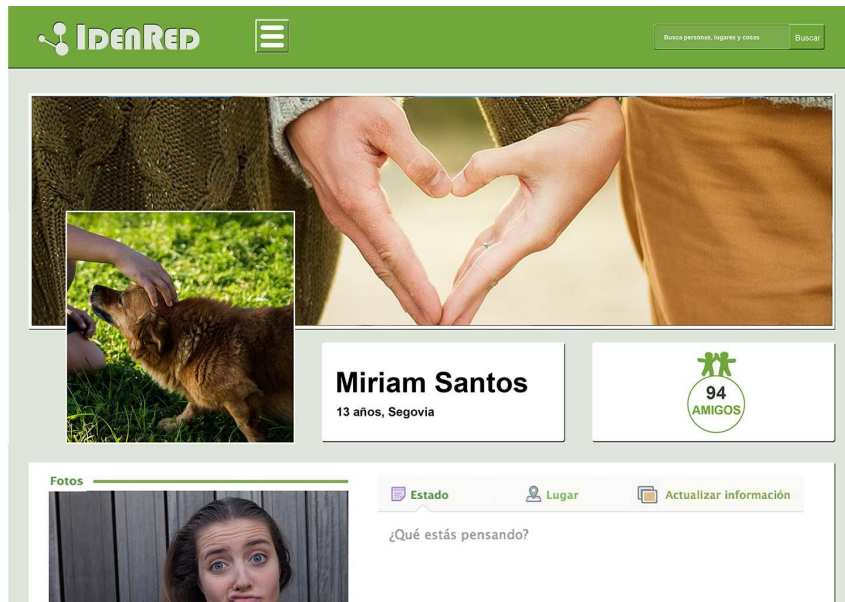 IDENRED
Busca personas, lugares y cosas
Buscar
Miriam Santos
13 años, Segovia
94
AMIGOS
Fotos
Estado
Lugar
Actualizar información
¿Qué estás pensando?